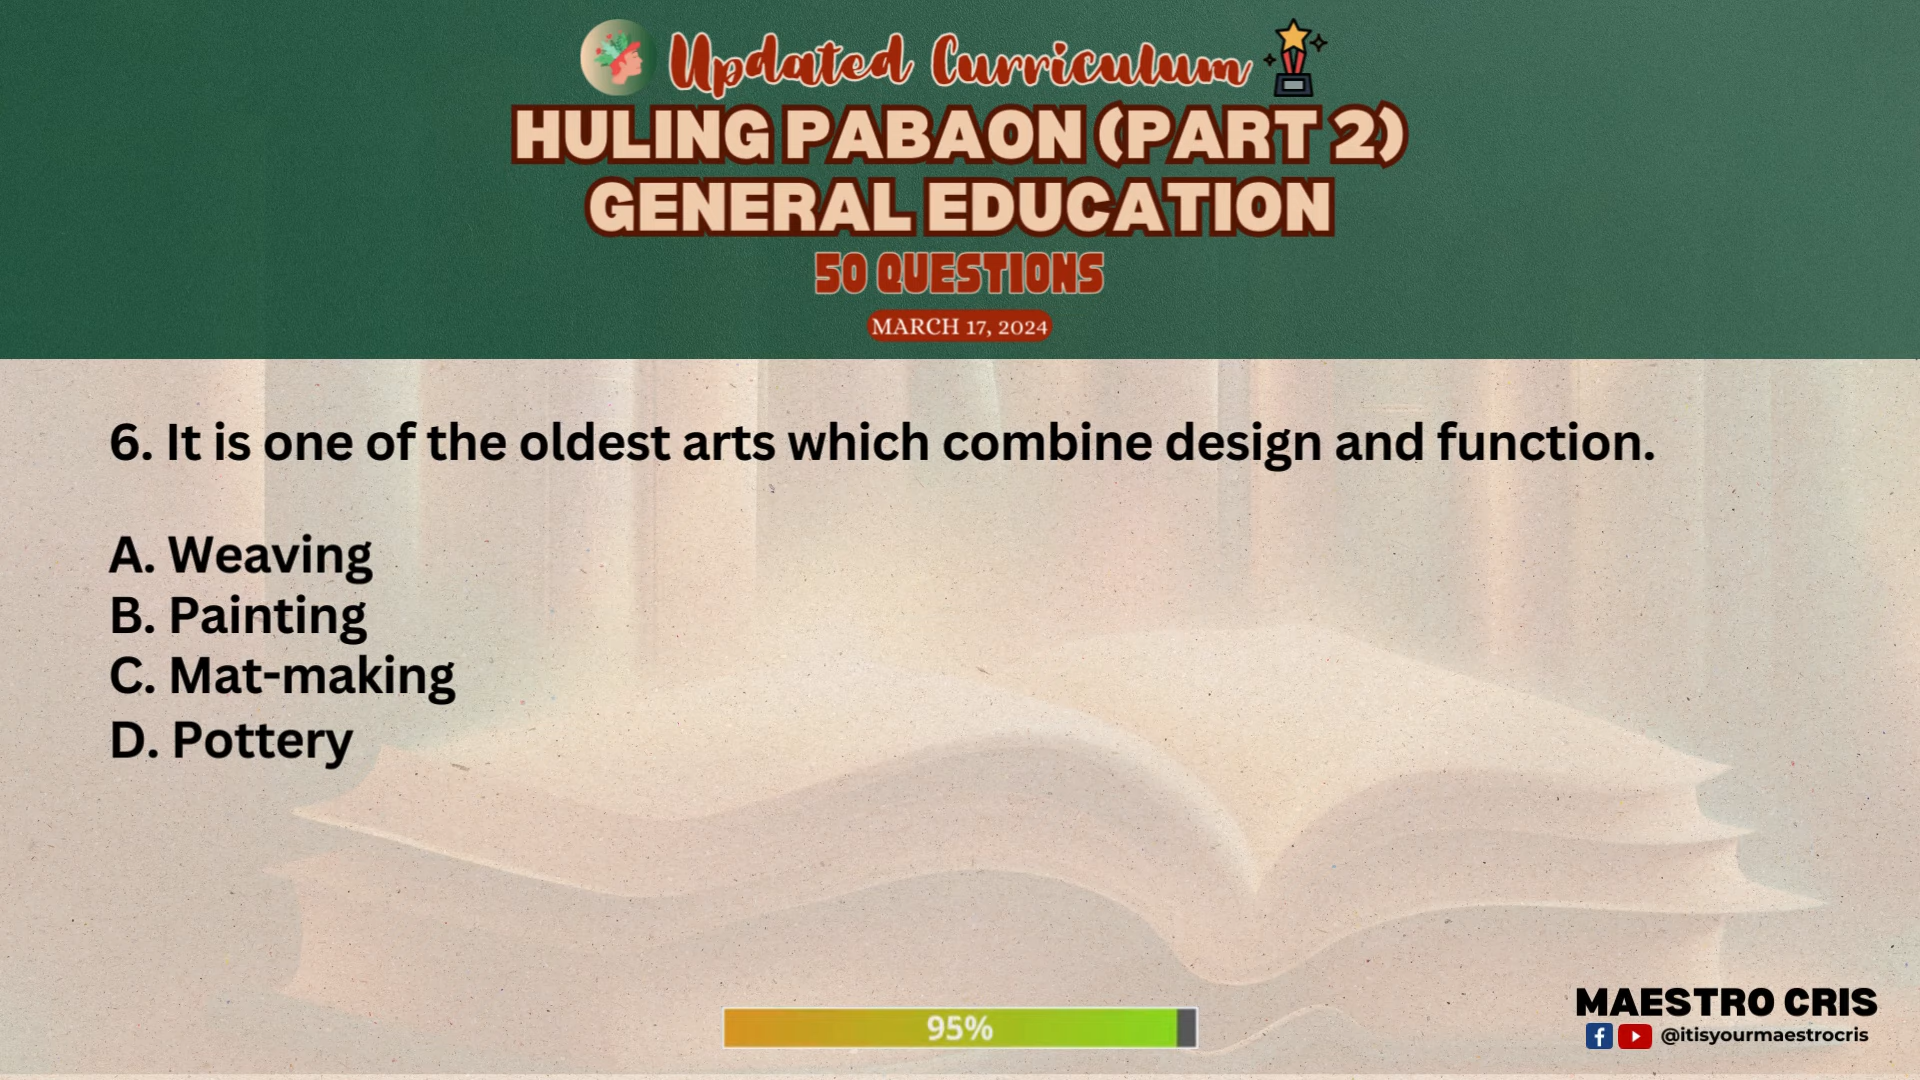 Updated Curriculum
HULING PABAON (PART 2)
GENERAL EDUCATION
50 QUESTIONS
MARCH 17, 2024
6. It is one of the oldest arts which combine design and function.
A. Weaving
B. Painting
C. Mat-making
D. Pottery
95%
MAESTRO CRIS
@itisyourmaestrocris